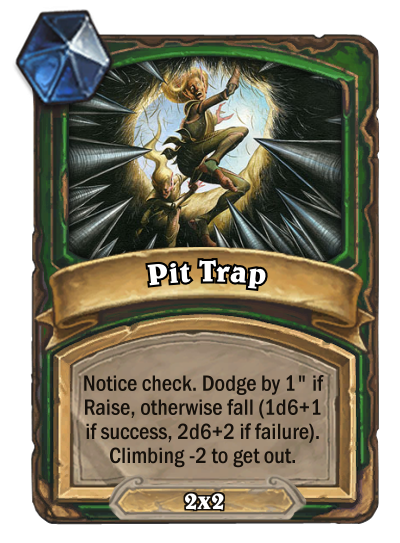 Pit Trap
Notice check. Dodge by 1" if
Raise, otherwise fall (1d6+1
if success, 2d6+2 if failure).
Climbing -2 to get out.
2x2